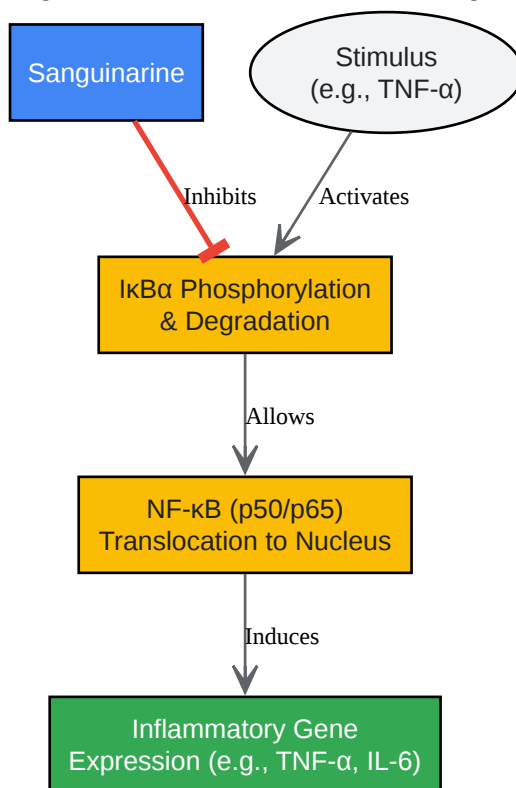 Sanguinarine
Stimulus
(e.g., TNF-α)
Inhibits
Activates
IκBα Phosphorylation
& Degradation
Allows
NF-κB (p50/p65)
Translocation to Nucleus
Induces
Inflammatory Gene
Expression (e.g., TNF-α, IL-6)